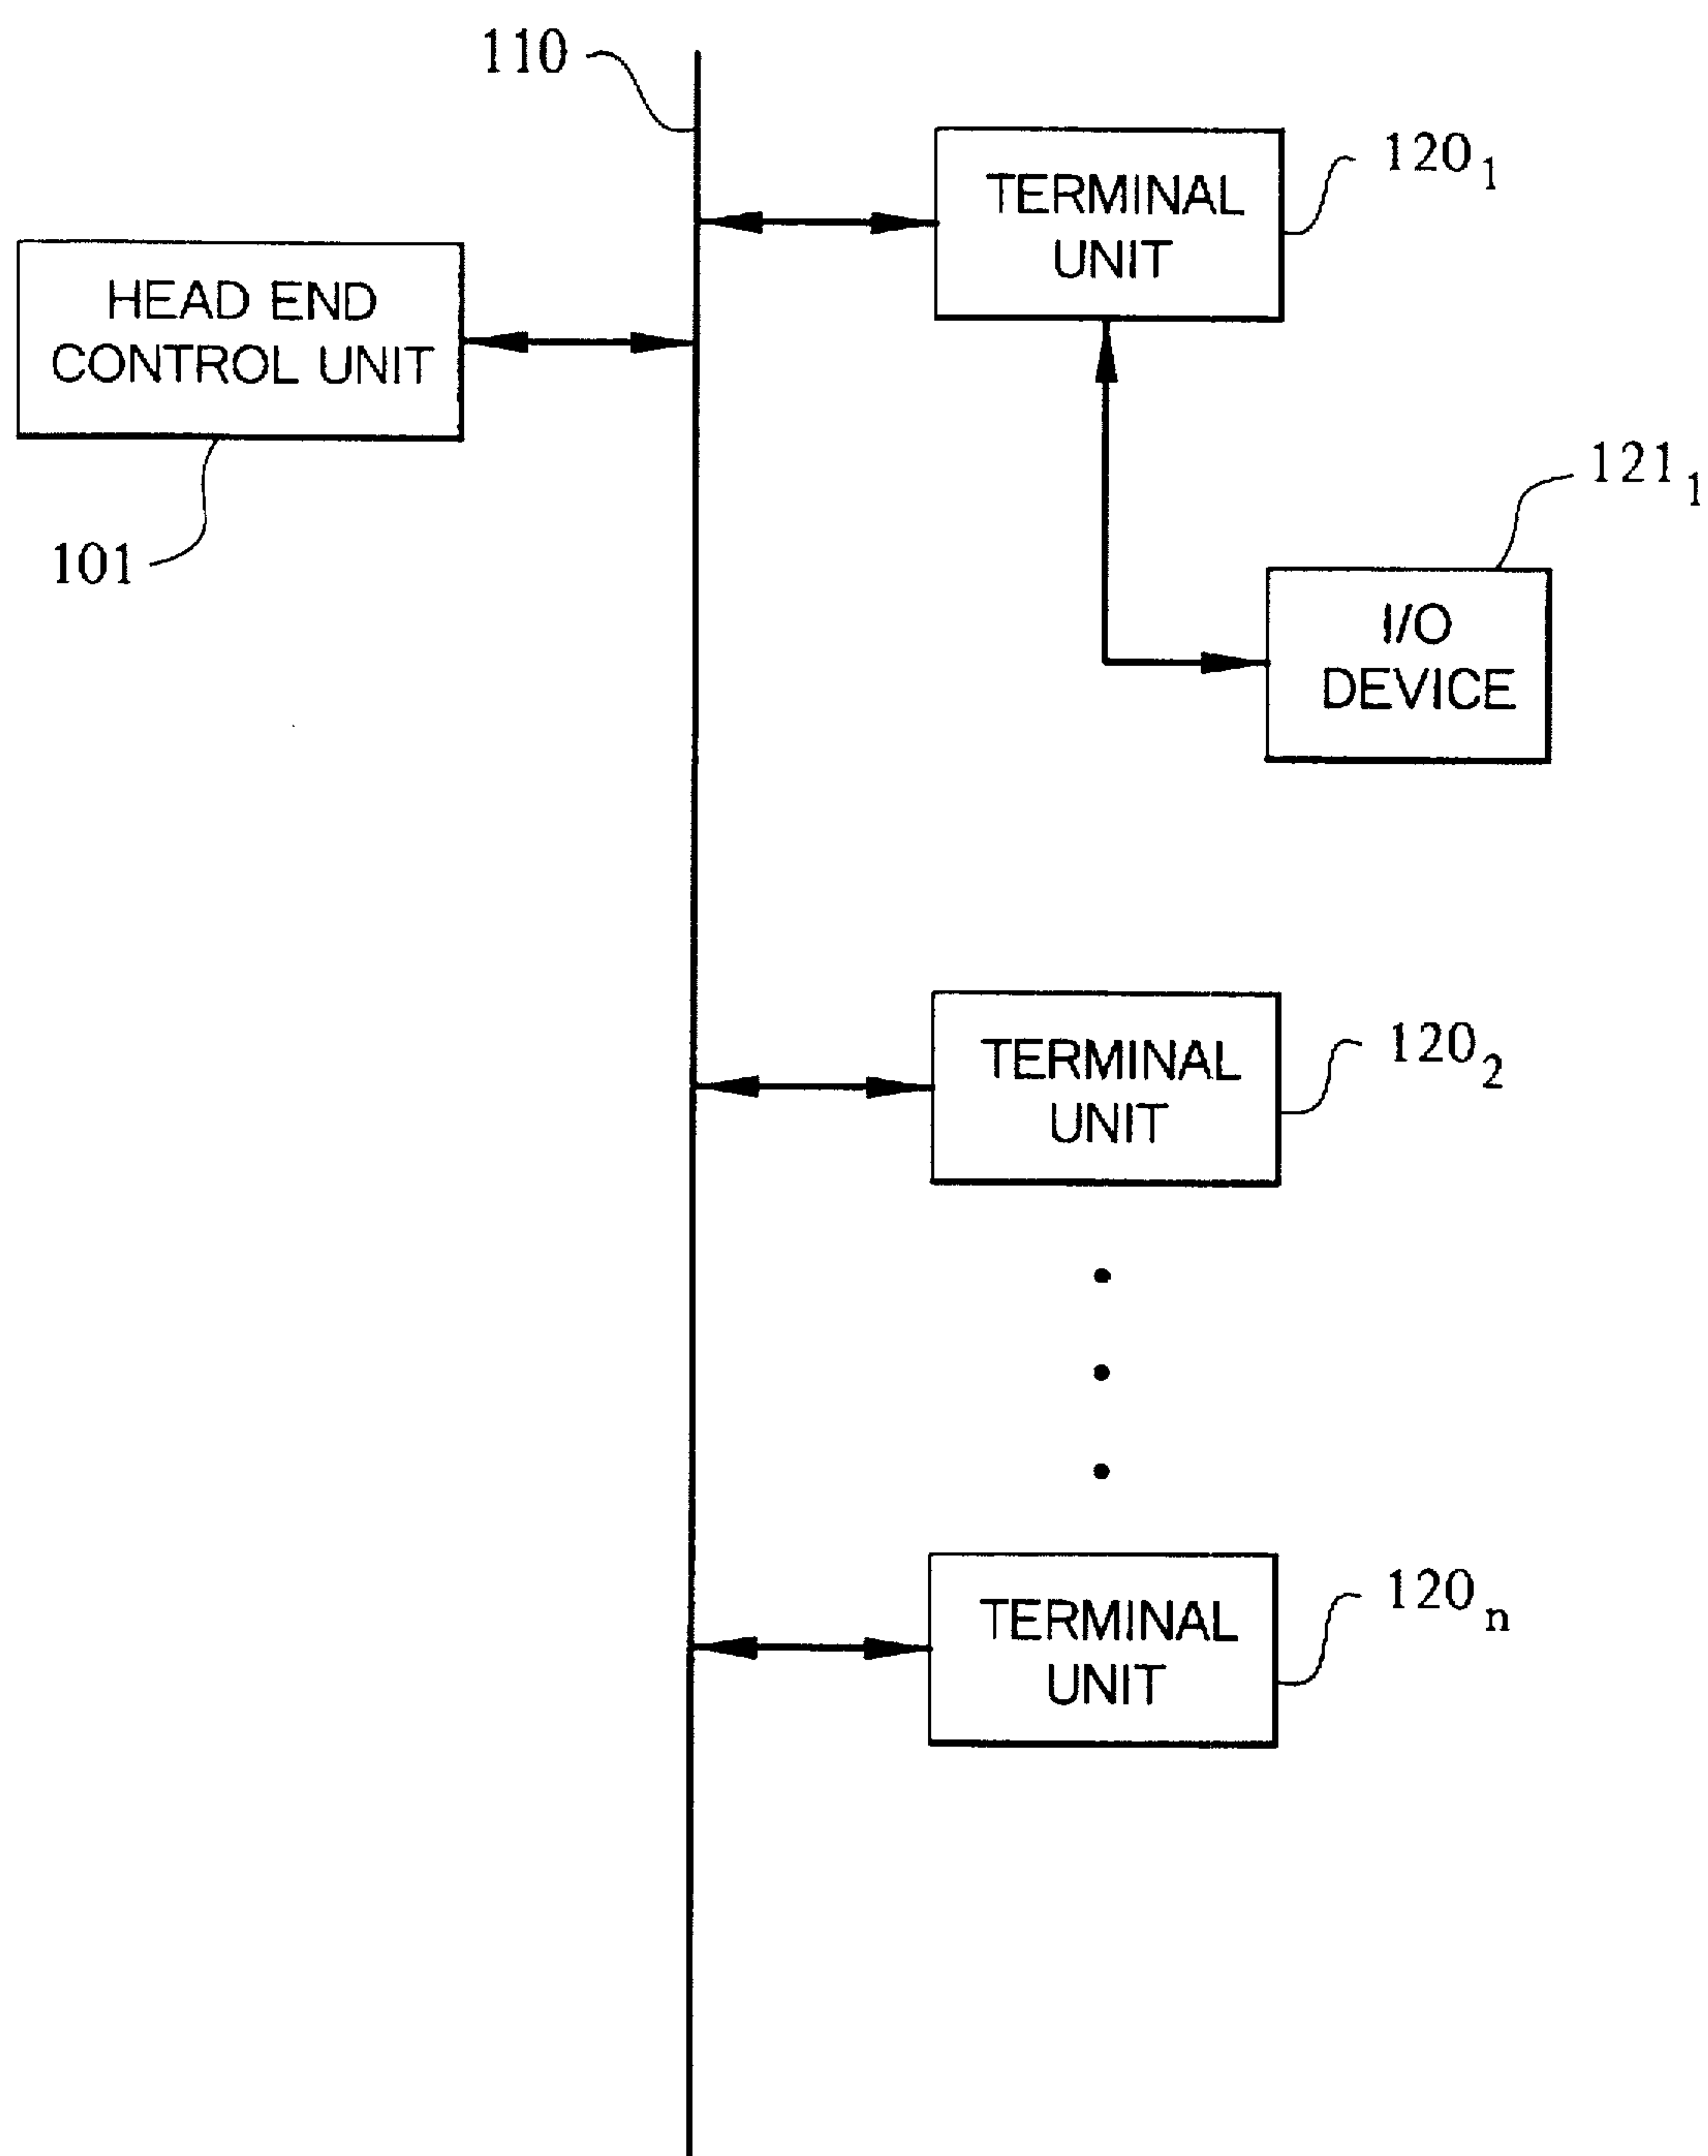 110
120₁
TERMINAL
UNIT
HEAD END
CONTROL UNIT
101
121₁
I/O
DEVICE
120₂
TERMINAL
UNIT
120ₙ
TERMINAL
UNIT